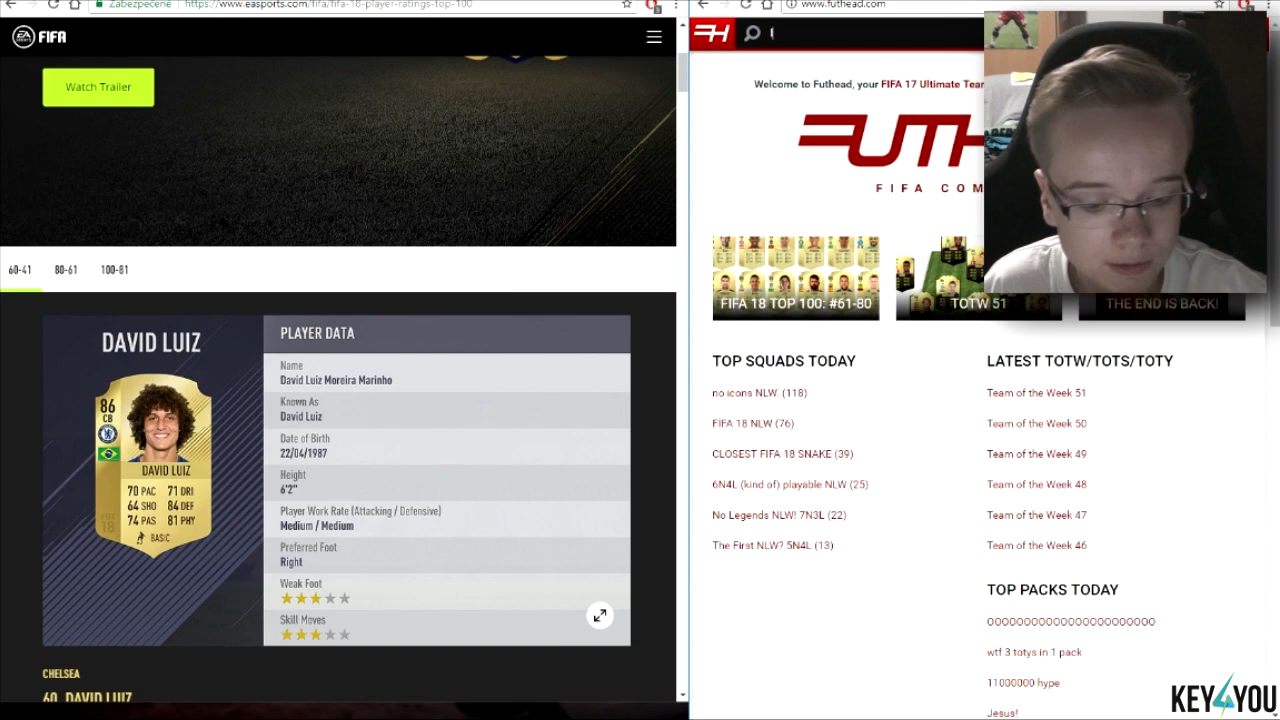 Zabezpečené
https://www.easports.com/fifa/fifa-18-player-ratings-top-100
EA SPORTS FIFA
Watch Trailer
60-41 80-61 100-81
DAVID LUIZ
86
CB
DAVID LUIZ
70 PAC 71 DRI
64 SHO 84 DEF
74 PAS 81 PHY
BASIC
FUT 18
PLAYER DATA
Name
David Luiz Moreira Marinho
Known As
David Luiz
Date of Birth
22/04/1987
Height
6'2"
Player Work Rate (Attacking / Defensive)
Medium / Medium
Preferred Foot
Right
Weak Foot
Skill Moves
CHELSEA
60. DAVID LUIZ
www.futhead.com
FH
Welcome to Futhead, your FIFA 17 Ultimate Tear
FUTH
FIFA COM
FIFA 18 TOP 100: #61-80
TOTW 51
THE END IS BACK!
TOP SQUADS TODAY
no icons NLW (118)
FIFA 18 NLW (76)
CLOSEST FIFA 18 SNAKE (39)
6N4L (kind of) playable NLW (25)
No Legends NLW! 7N3L (22)
The First NLW? 5N4L (13)
LATEST TOTW/TOTS/TOTY
Team of the Week 51
Team of the Week 50
Team of the Week 49
Team of the Week 48
Team of the Week 47
Team of the Week 46
TOP PACKS TODAY
OOOOOOOOOOOOOOOOOOOOOOOO
wtf 3 totys in 1 pack
11000000 hype
Jesus!
KEY4YOU